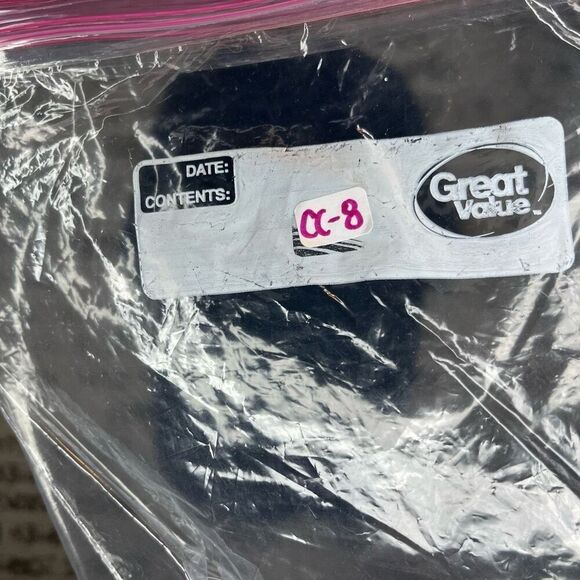 DATE:
CONTENTS:
CC-8
Great
Value